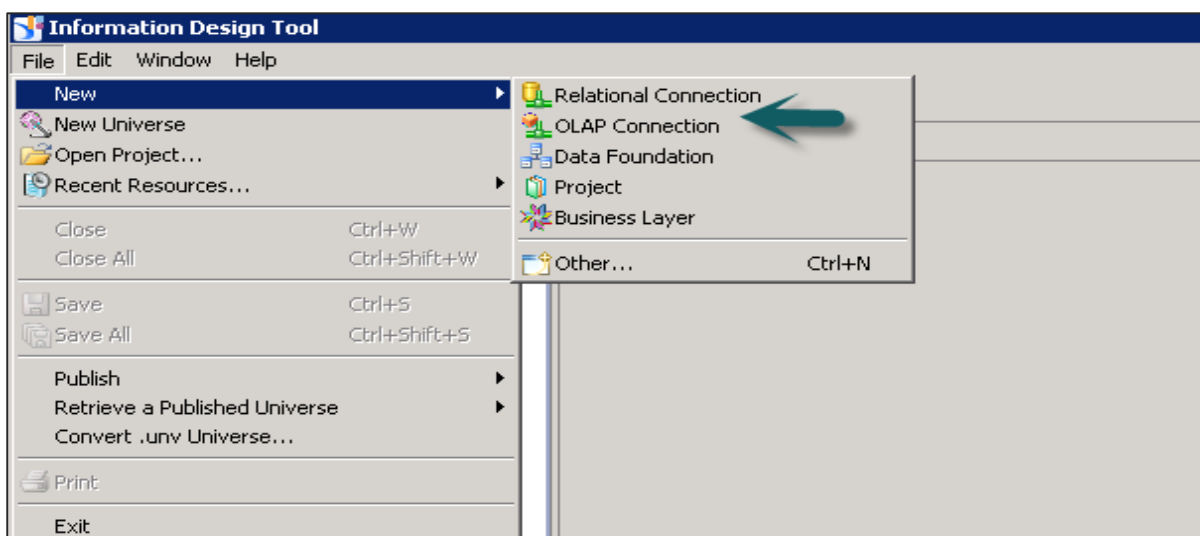 Information Design Tool
File Edit Window Help
New
New Universe
Open Project...
Recent Resources...
Close Ctrl+W
Close All Ctrl+Shift+W
Save Ctrl+S
Save All Ctrl+Shift+S
Publish
Retrieve a Published Universe
Convert .unv Universe...
Print
Exit
Relational Connection
OLAP Connection
Data Foundation
Project
Business Layer
Other... Ctrl+N